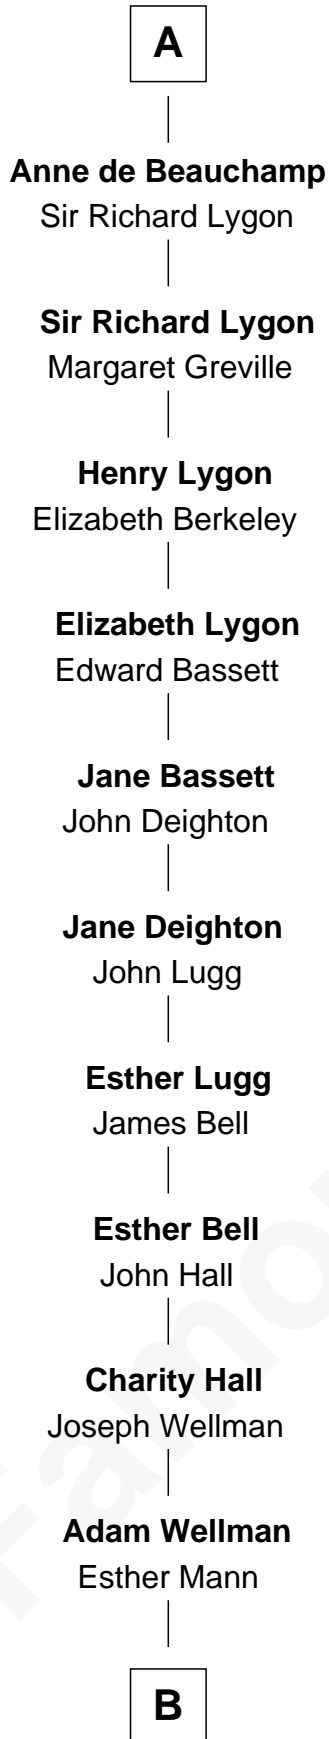 A
Anne de Beauchamp
Sir Richard Lygon
Sir Richard Lygon
Margaret Greville
Henry Lygon
Elizabeth Berkeley
Elizabeth Lygon
Edward Bassett
Jane Bassett
John Deighton
Jane Deighton
John Lugg
Esther Lugg
James Bell
Esther Bell
John Hall
Charity Hall
Joseph Wellman
Adam Wellman
Esther Mann
B